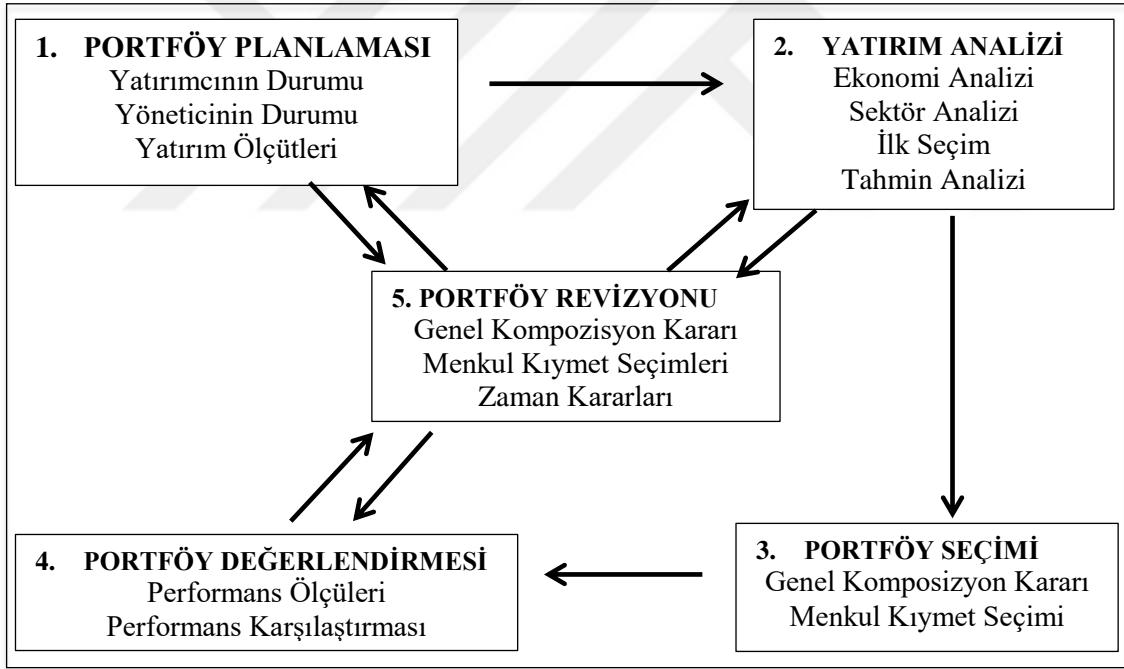 1. PORTFÖY PLANLAMASI
Yatırımcının Durumu
Yöneticinin Durumu
Yatırım Ölçütleri
2. YATIRIM ANALİZİ
Ekonomi Analizi
Sektör Analizi
İlk Seçim
Tahmin Analizi
5. PORTFÖY REVİZYONU
Genel Kompozisyon Kararı
Menkul Kıymet Seçimleri
Zaman Kararları
4. PORTFÖY DEĞERLENDİRMESİ
Performans Ölçüleri
Performans Karşılaştırması
3. PORTFÖY SEÇİMİ
Genel Komposizyon Kararı
Menkul Kıymet Seçimi